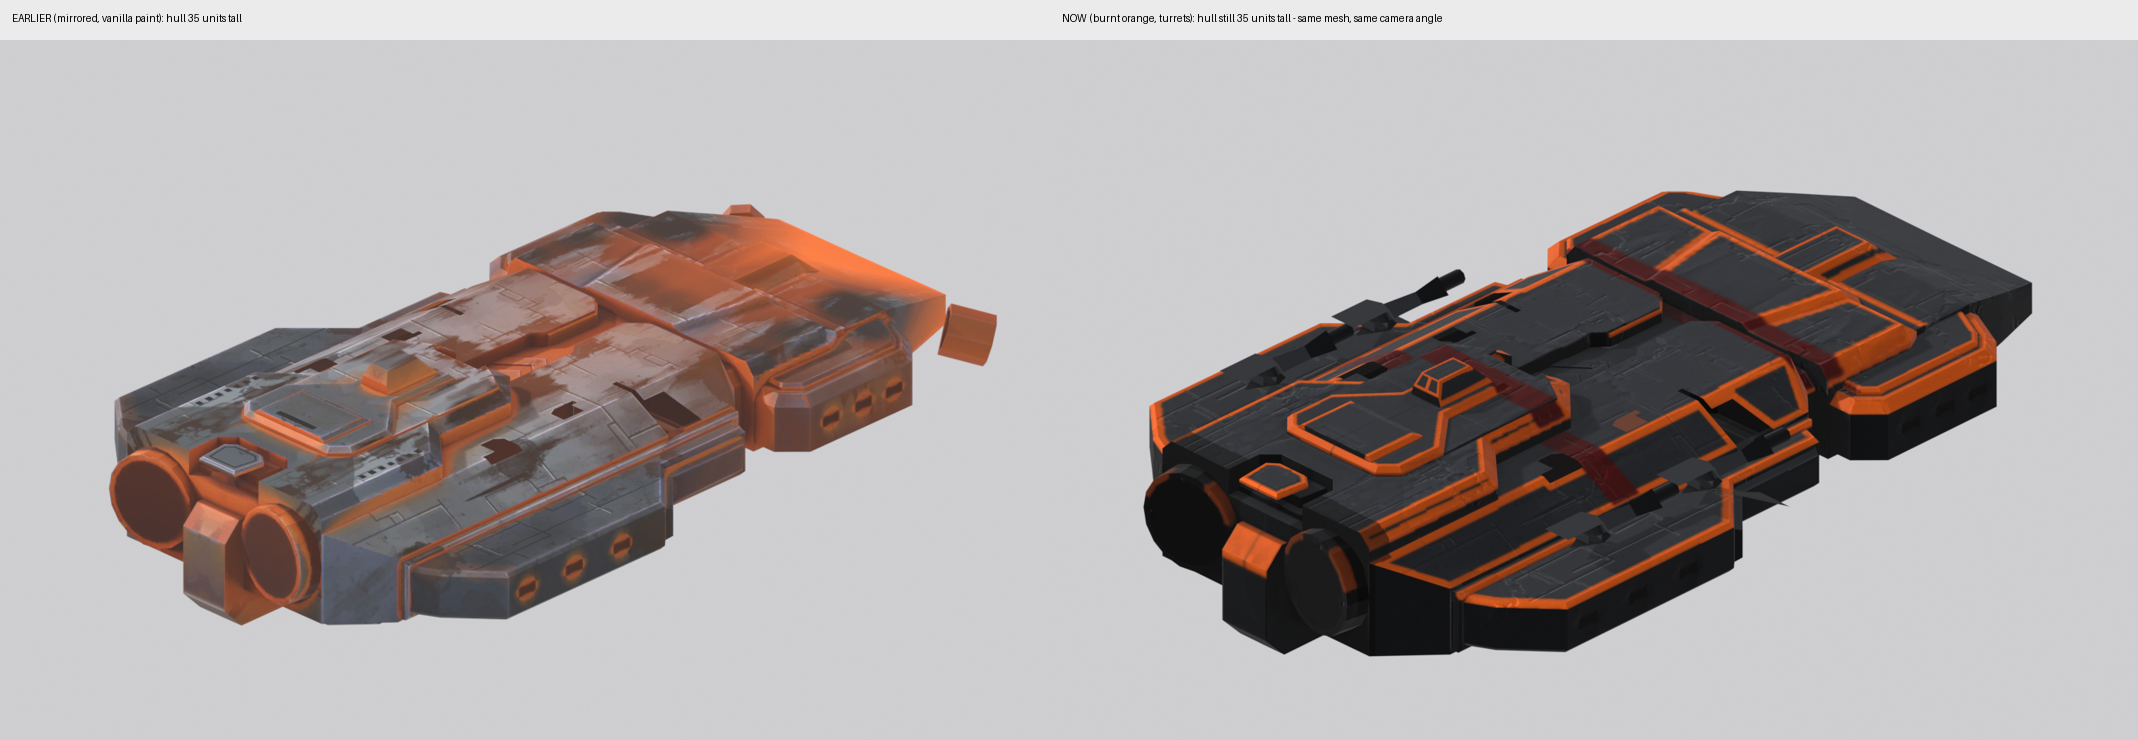 EARLIER (mirrored, vanilla paint): hull 35 units tall
NOW (burnt orange, turrets): hull still 35 units tall - same mesh, same camera angle